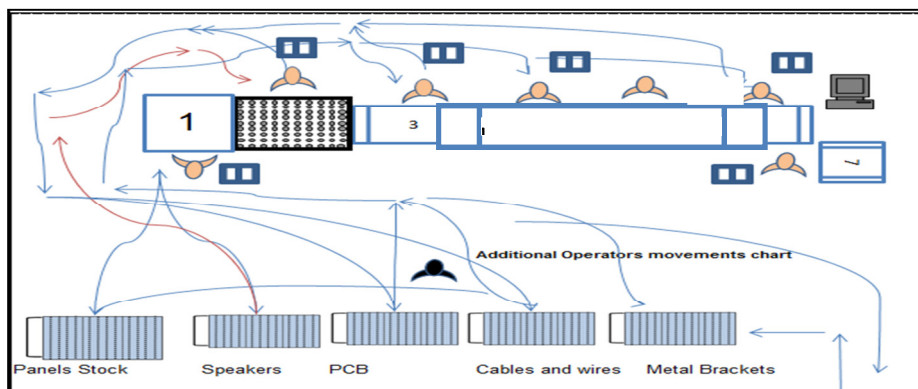 1
3
7
Additional Operators movements chart
Panels Stock Speakers PCB Cables and wires Metal Brackets